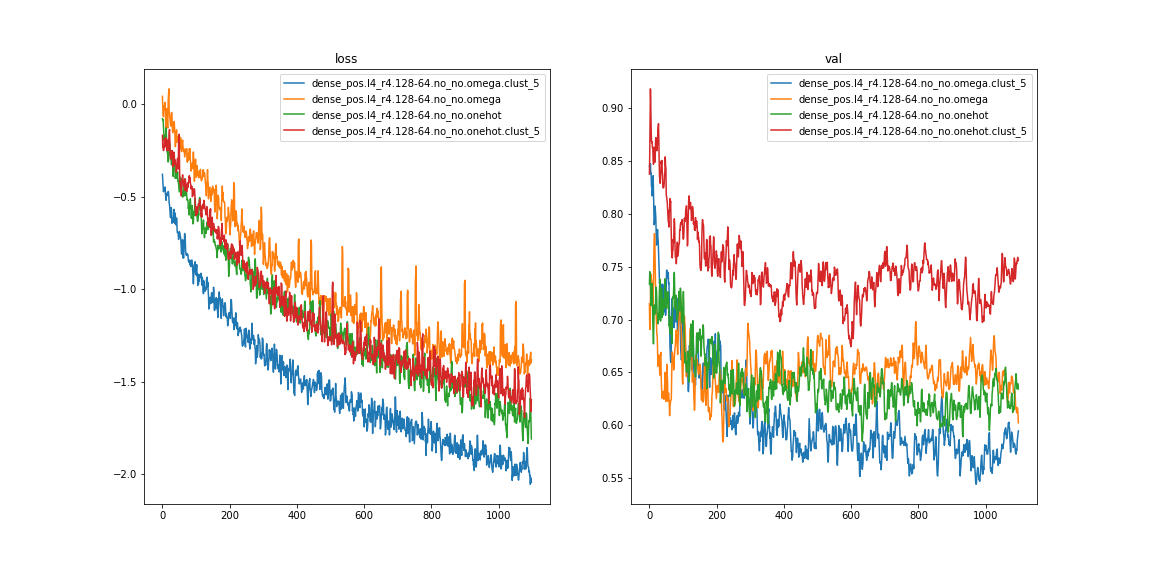 loss
dense_pos.l4_r4.128-64.no_no.omega.clust_5
dense_pos.l4_r4.128-64.no_no.omega
dense_pos.l4_r4.128-64.no_no.onehot
dense_pos.l4_r4.128-64.no_no.onehot.clust_5
0.0
−0.5
−1.0
−1.5
−2.0
0 200 400 600 800 1000
val
dense_pos.l4_r4.128-64.no_no.omega.clust_5
dense_pos.l4_r4.128-64.no_no.omega
dense_pos.l4_r4.128-64.no_no.onehot
dense_pos.l4_r4.128-64.no_no.onehot.clust_5
0.90
0.85
0.80
0.75
0.70
0.65
0.60
0.55
0 200 400 600 800 1000